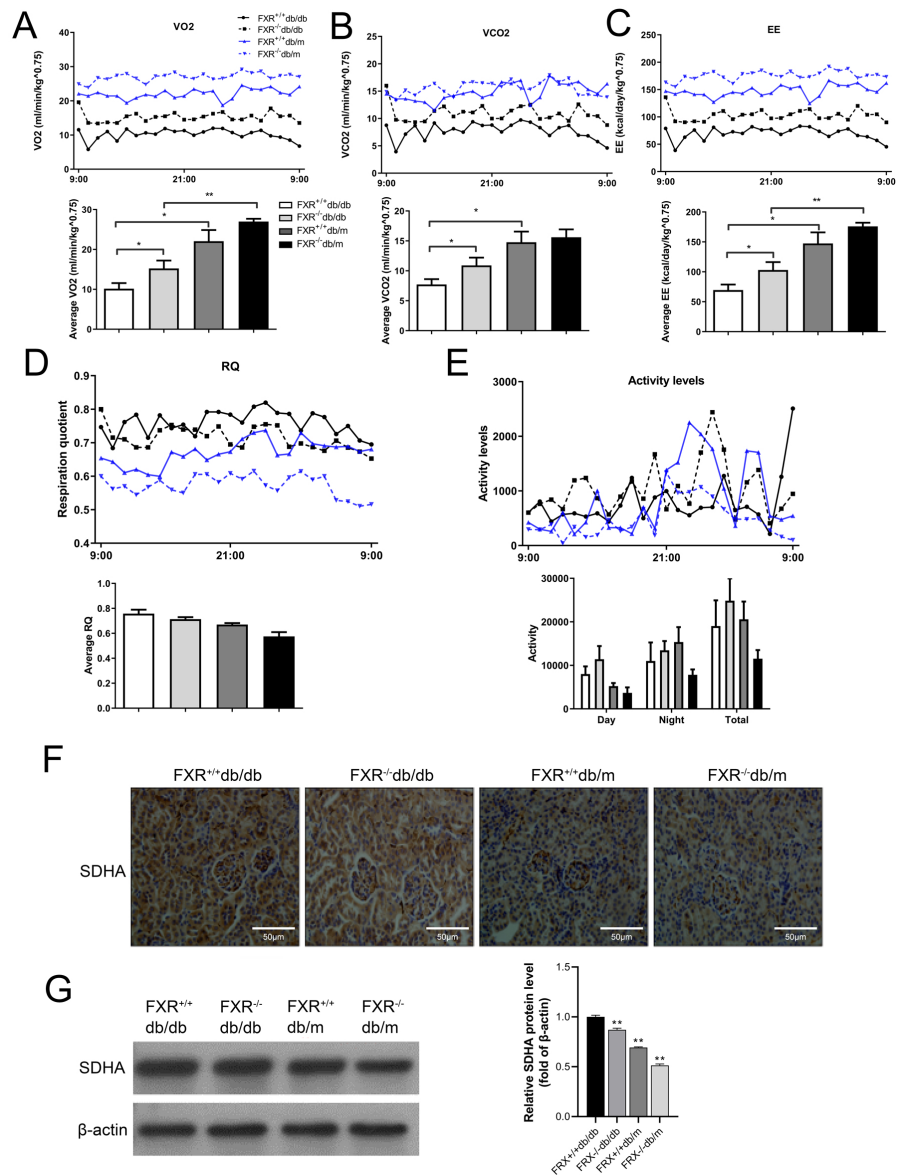 A
VO2
FXR+/+db/db
FXR-/-db/db
FXR+/+db/m
FXR-/-db/m
VO2 (ml/min/kg^0.75)
40
30
20
10
0
9:00
21:00
9:00
B
VCO2
VCO2 (ml/min/kg^0.75)
25
20
15
10
5
0
9:00
21:00
9:00
C
EE
EE (kcal/day/kg^0.75)
250
200
150
100
50
0
9:00
21:00
9:00
Average VO2 (ml/min/kg^0.75)
30
20
10
0
*
*
**
FXR+/+db/db
FXR-/-db/db
FXR+/+db/m
FXR-/-db/m
Average VCO2 (ml/min/kg^0.75)
20
15
10
5
0
*
*
Average EE (kcal/day/kg^0.75)
200
150
100
50
0
*
*
**
D
RQ
Respiration quotient
0.9
0.8
0.7
0.6
0.5
0.4
9:00
21:00
9:00
Average RQ
1.0
0.8
0.6
0.4
0.2
0.0
E
Activity levels
Activity levels
3000
2000
1000
0
9:00
21:00
9:00
Activity
30000
20000
10000
0
Day
Night
Total
F
FXR+/+db/db
FXR-/-db/db
FXR+/+db/m
FXR-/-db/m
SDHA
50μm
50μm
50μm
50μm
G
FXR+/+ db/db
FXR-/- db/db
FXR+/+ db/m
FXR-/- db/m
SDHA
β-actin
Relative SDHA protein level
(fold of β-actin)
1.5
1.0
0.5
0.0
**
**
**
FRX+/+db/db
FRX-/-db/db
FRX+/+db/m
FRX-/-db/m